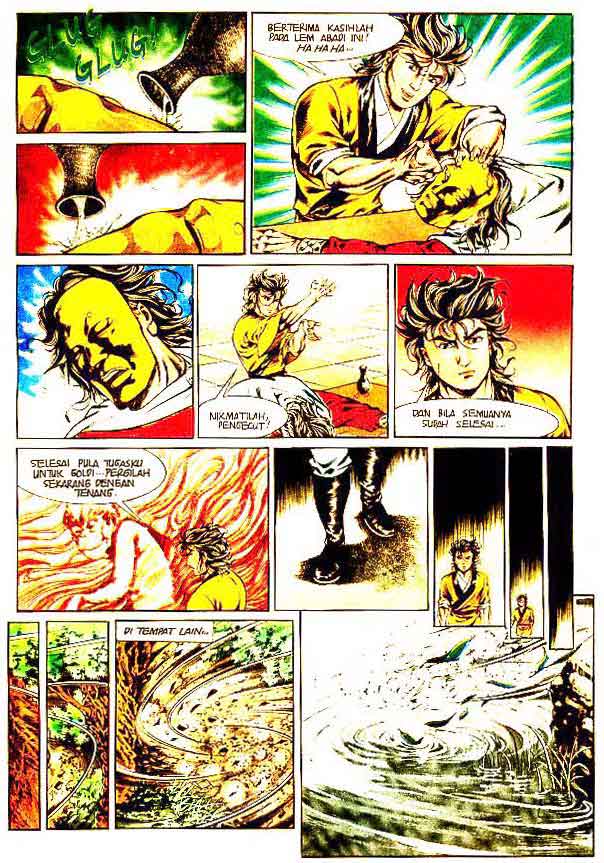 GLUG
GLUG!
BERTERIMA KASIHLAH
PADA LEM ABADI INI!
HA HA HA...
NIKMATILAH,
PENGECUT!
DAN BILA SEMUANYA
SUDAH SELESAI...
SELESAI PULA TUGASKU
UNTUK GOLDI...PERGILAH
SEKARANG DENGAN
TENANG.
DI TEMPAT LAIN...